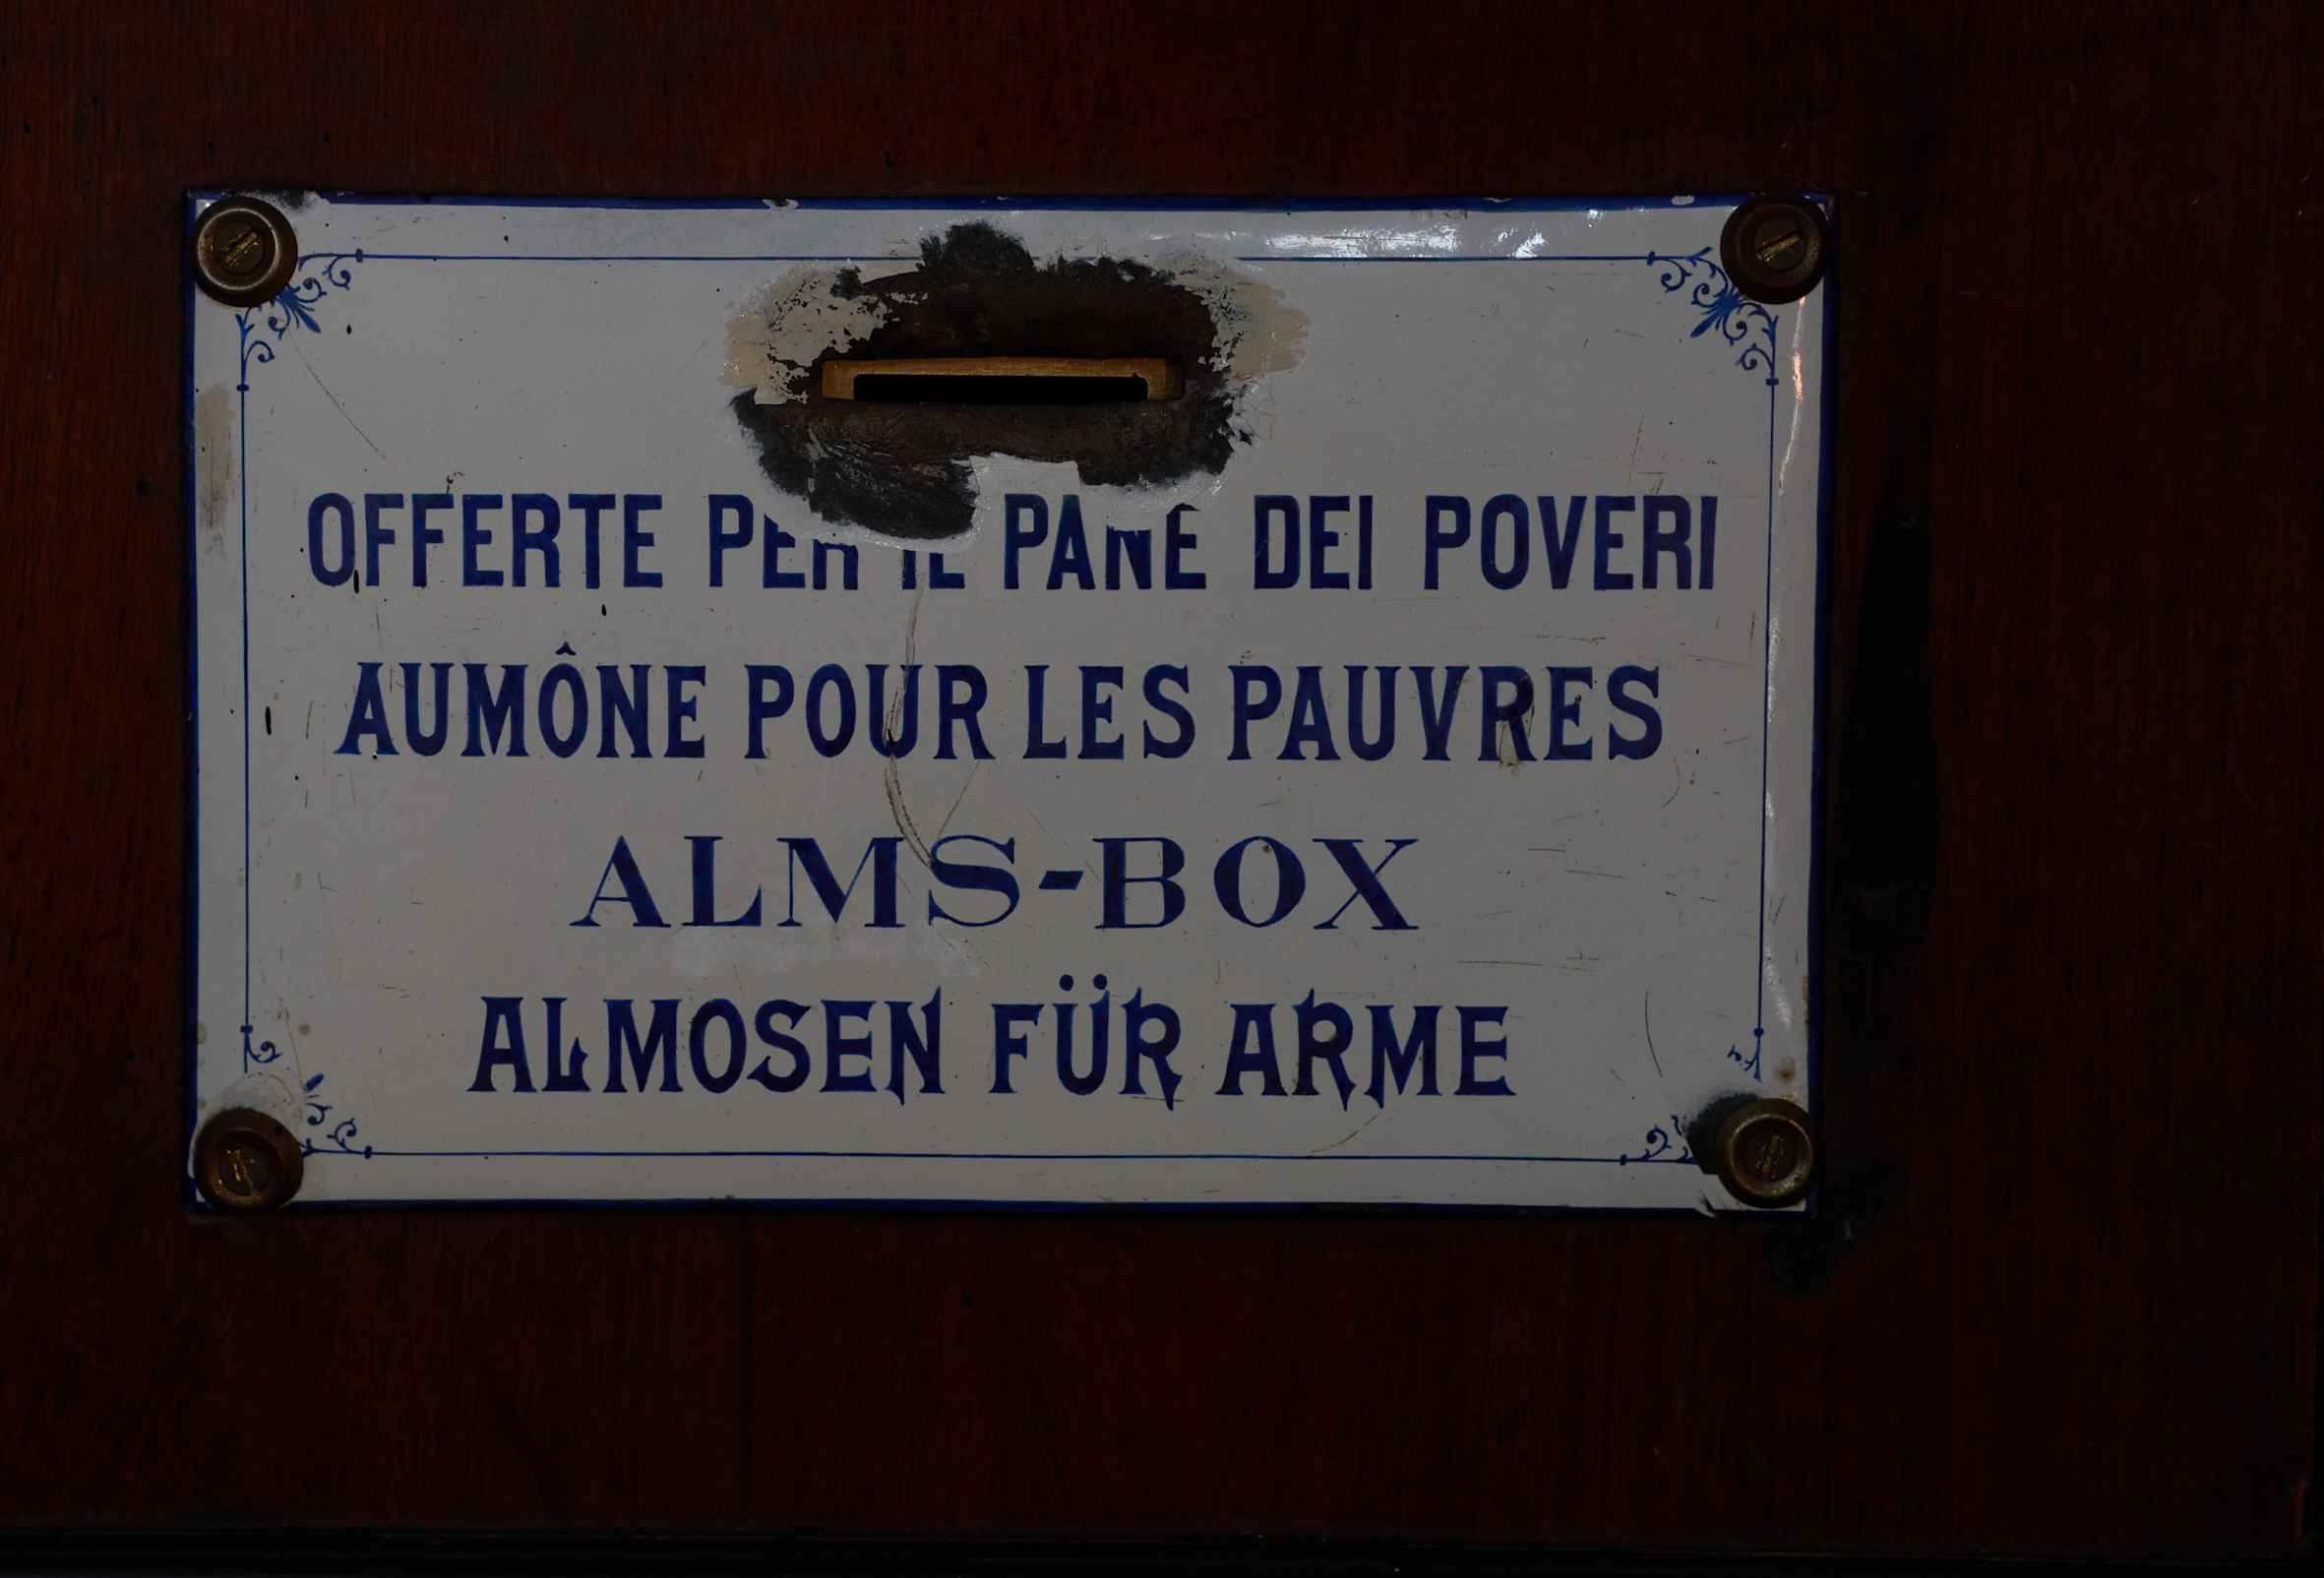 OFFERTE PER IL PANE DEI POVERI
AUMÔNE POUR LES PAUVRES
ALMS-BOX
ALMOSEN FÜR ARME